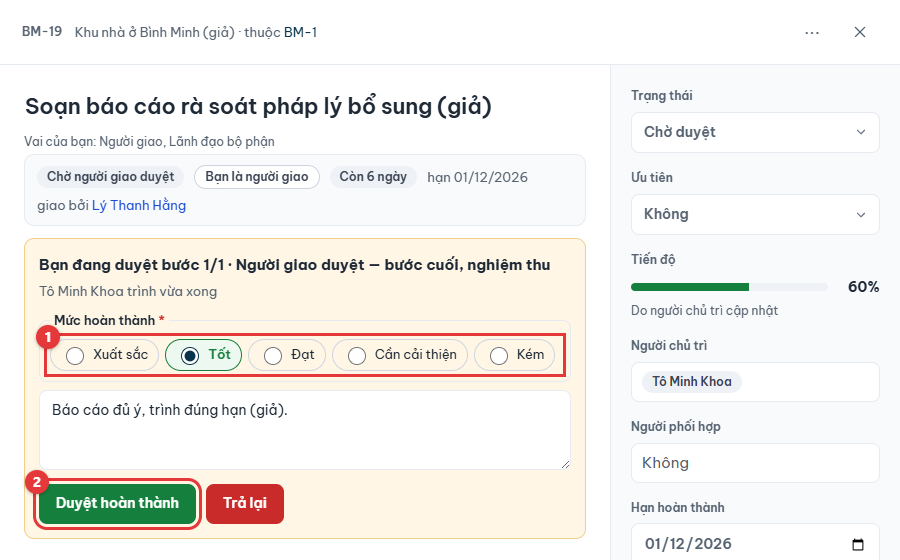 BM-19 Khu nhà ở Bình Minh (giả) · thuộc BM-1
Soạn báo cáo rà soát pháp lý bổ sung (giả)
Vai của bạn: Người giao, Lãnh đạo bộ phận
Chờ người giao duyệt Bạn là người giao Còn 6 ngày hạn 01/12/2026
giao bởi Lý Thanh Hằng
Bạn đang duyệt bước 1/1 · Người giao duyệt — bước cuối, nghiệm thu
Tô Minh Khoa trình vừa xong
Mức hoàn thành *
1
Xuất sắc Tốt Đạt Cần cải thiện Kém
Báo cáo đủ ý, trình đúng hạn (giả).
2
Duyệt hoàn thành Trả lại
Trạng thái
Chờ duyệt
Ưu tiên
Không
Tiến độ
60%
Do người chủ trì cập nhật
Người chủ trì
Tô Minh Khoa
Người phối hợp
Không
Hạn hoàn thành
01/12/2026